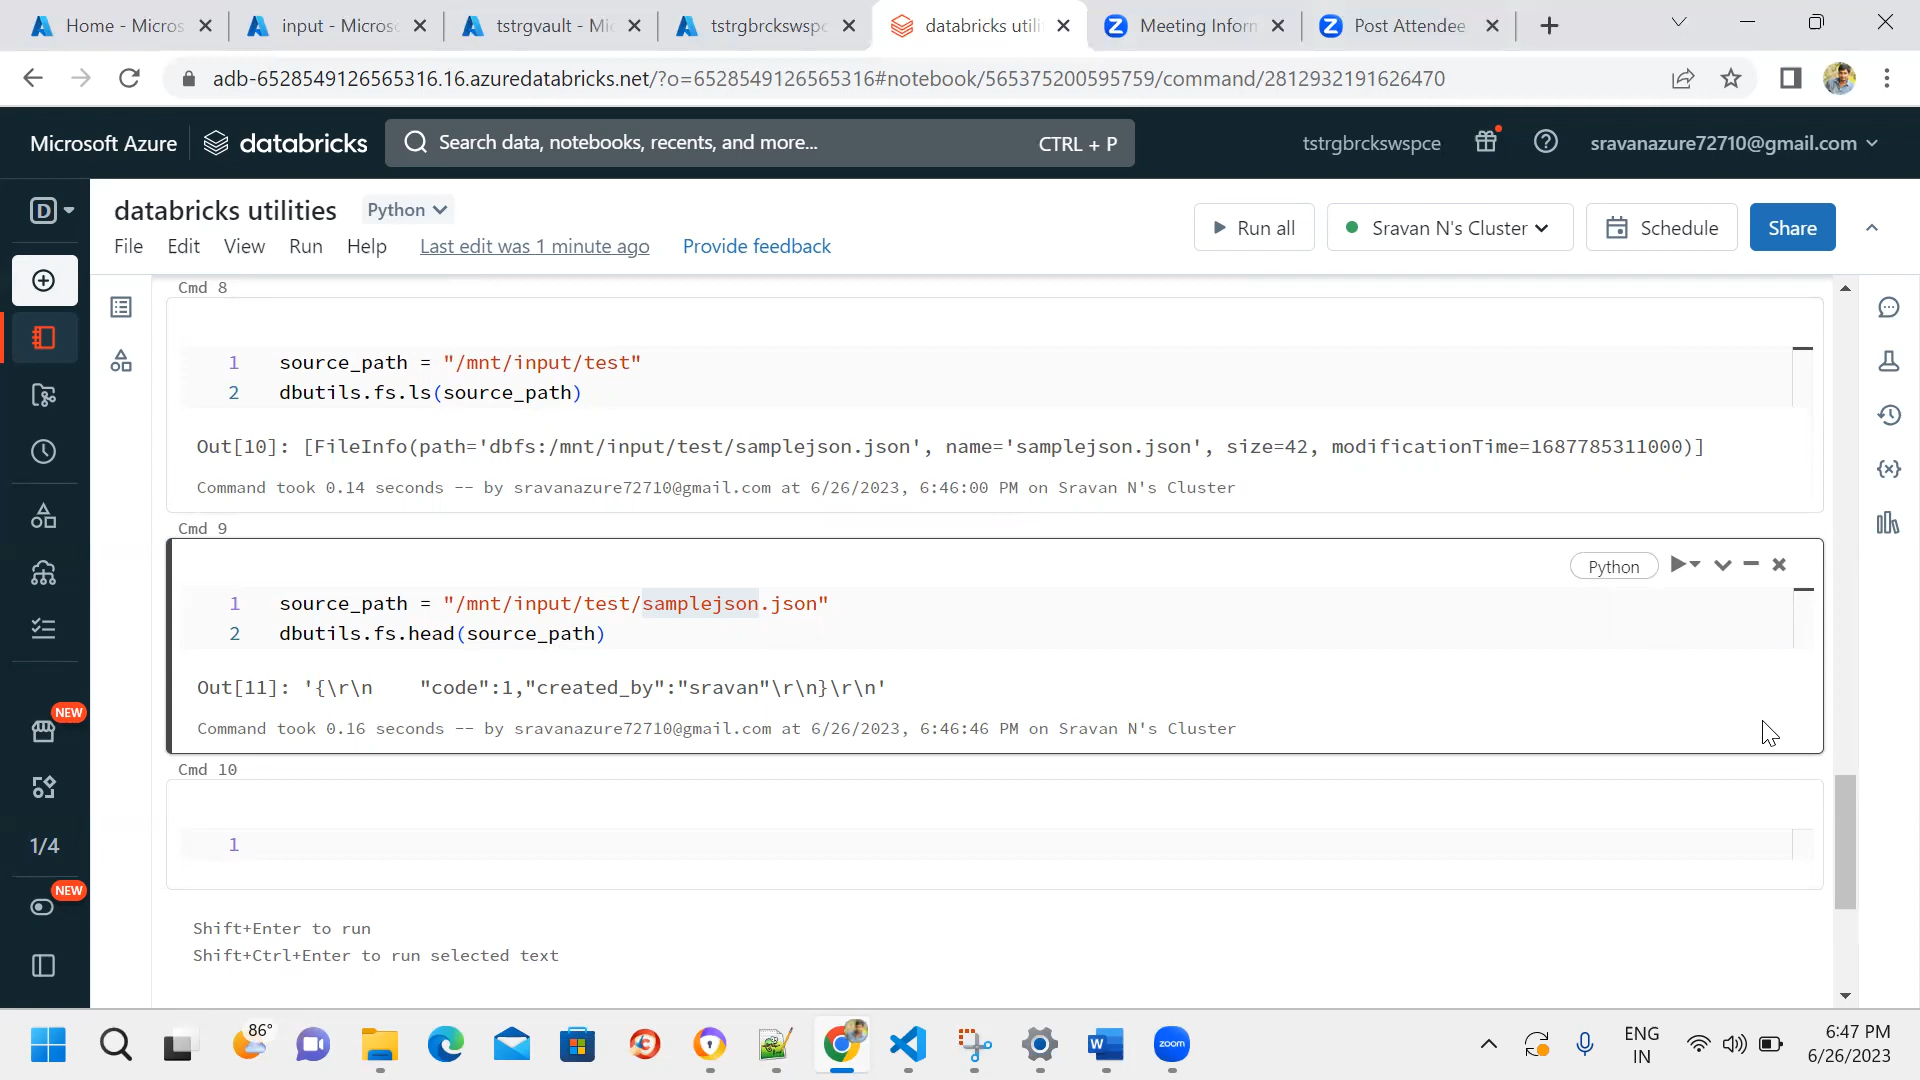 Home - Micros
input - Microso
tstrgvault - Mic
tstrgbrckswspc
databricks utili
Meeting Inform
Post Attendee
adb-6528549126565316.16.azuredatabricks.net/?o=6528549126565316#notebook/565375200595759/command/2812932191626470
Microsoft Azure
databricks
Search data, notebooks, recents, and more...
CTRL + P
tstrgbrckswspce
sravanazure72710@gmail.com
D
databricks utilities
Python
File
Edit
View
Run
Help
Last edit was 1 minute ago
Provide feedback
Run all
Sravan N's Cluster
Schedule
Share
Cmd 8
1 source_path = "/mnt/input/test"
2 dbutils.fs.ls(source_path)
Out[10]: [FileInfo(path='dbfs:/mnt/input/test/samplejson.json', name='samplejson.json', size=42, modificationTime=1687785311000)]
Command took 0.14 seconds -- by sravanazure72710@gmail.com at 6/26/2023, 6:46:00 PM on Sravan N's Cluster
Cmd 9
Python
1 source_path = "/mnt/input/test/samplejson.json"
2 dbutils.fs.head(source_path)
Out[11]: '{\r\n    "code":1,"created_by":"sravan"\r\n}\r\n'
Command took 0.16 seconds -- by sravanazure72710@gmail.com at 6/26/2023, 6:46:46 PM on Sravan N's Cluster
Cmd 10
1
Shift+Enter to run
Shift+Ctrl+Enter to run selected text
NEW
1/4
NEW
86°
W
zoom
ENG
IN
6:47 PM
6/26/2023